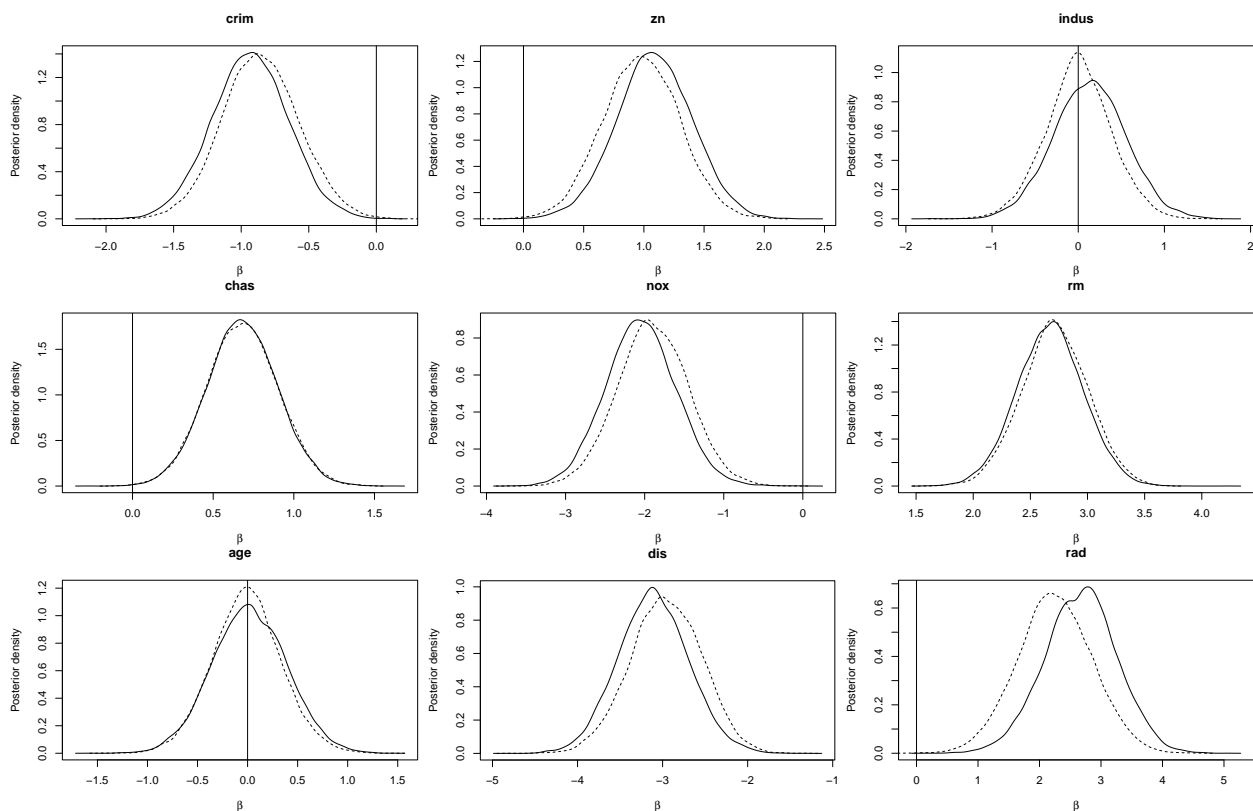 crim
Posterior density
0.0 0.4 0.8 1.2
−2.0 −1.5 −1.0 −0.5 0.0
β
zn
Posterior density
0.0 0.2 0.4 0.6 0.8 1.0 1.2
0.0 0.5 1.0 1.5 2.0 2.5
β
indus
Posterior density
0.0 0.2 0.4 0.6 0.8 1.0
−2 −1 0 1 2
β
chas
Posterior density
0.0 0.5 1.0 1.5
0.0 0.5 1.0 1.5
β
nox
Posterior density
0.0 0.2 0.4 0.6 0.8
−4 −3 −2 −1 0
β
rm
Posterior density
0.0 0.4 0.8 1.2
1.5 2.0 2.5 3.0 3.5 4.0
β
age
Posterior density
0.0 0.2 0.4 0.6 0.8 1.0 1.2
−1.5 −1.0 −0.5 0.0 0.5 1.0 1.5
β
dis
Posterior density
0.0 0.2 0.4 0.6 0.8 1.0
−5 −4 −3 −2 −1
β
rad
Posterior density
0.0 0.2 0.4 0.6
0 1 2 3 4 5
β